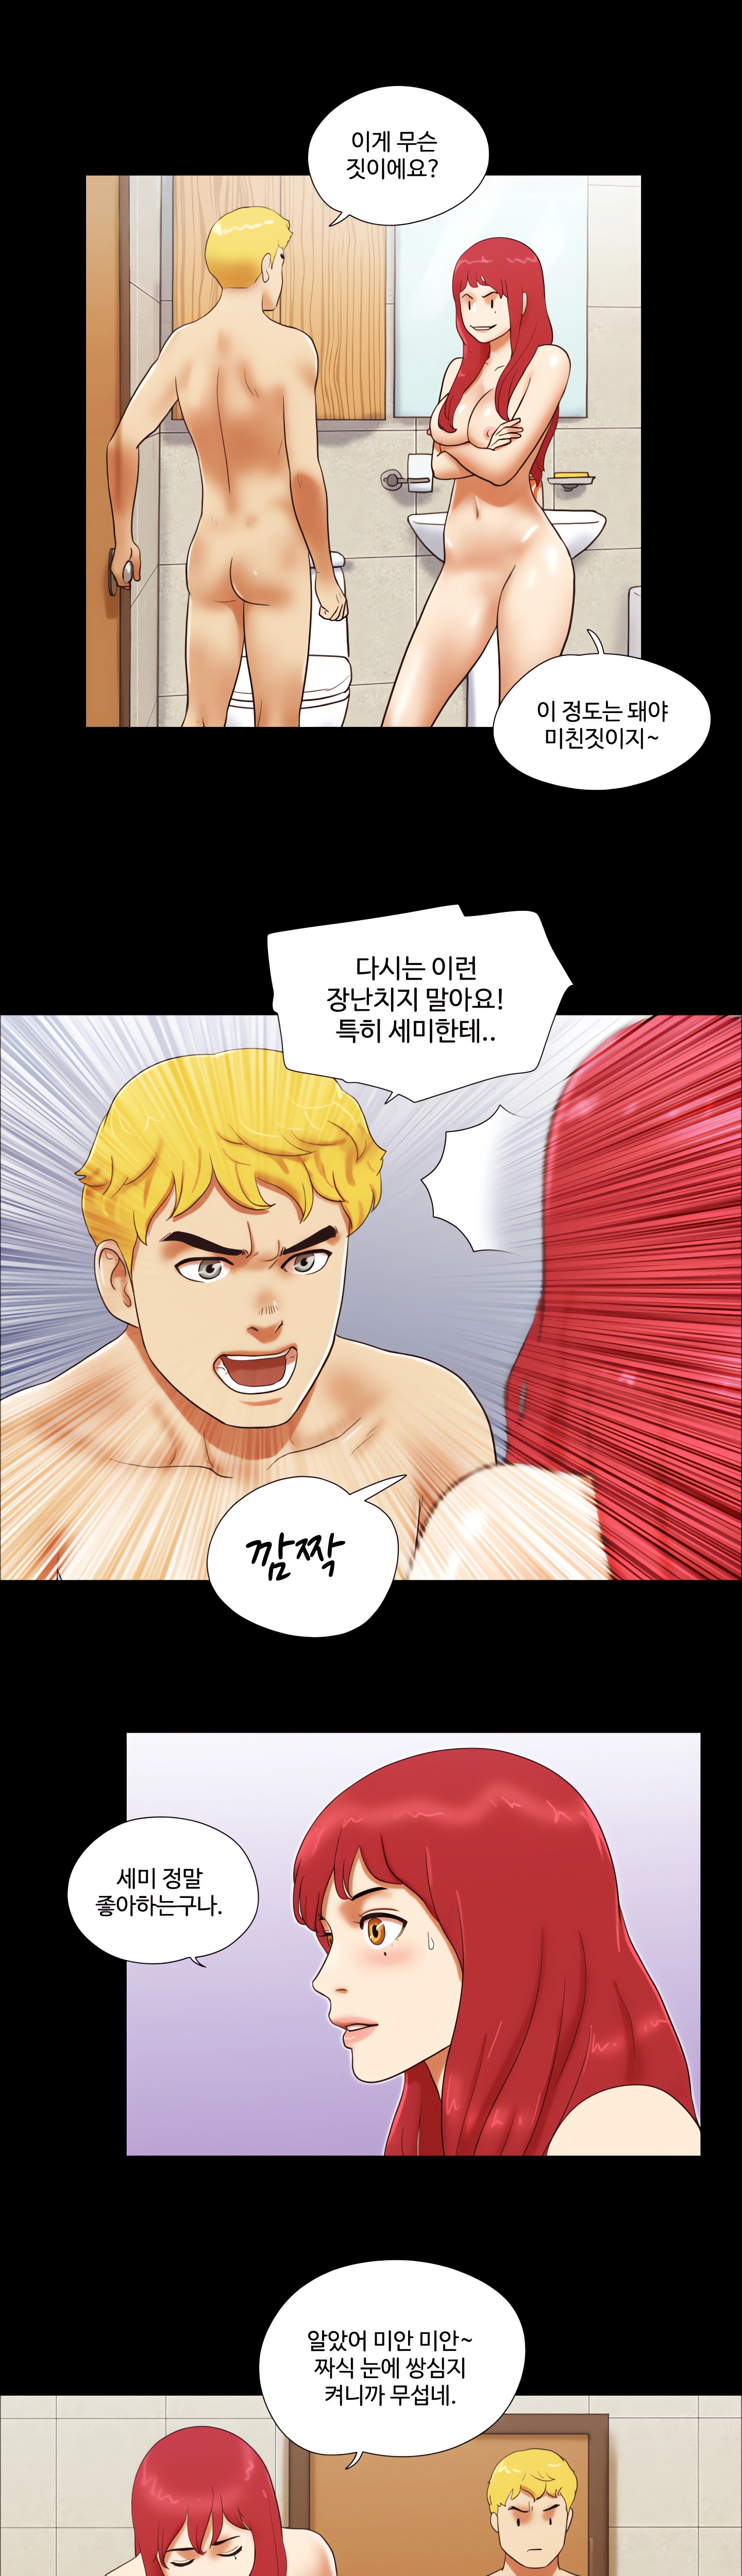 이게 무슨
짓이에요?
이 정도는 돼야
미친짓이지~
다시는 이런
장난치지 말아요!
특히 세미한테..
깜짝
세미 정말
좋아하는구나.
알았어 미안 미안~
짜식 눈에 쌍심지
켜니까 무섭네.